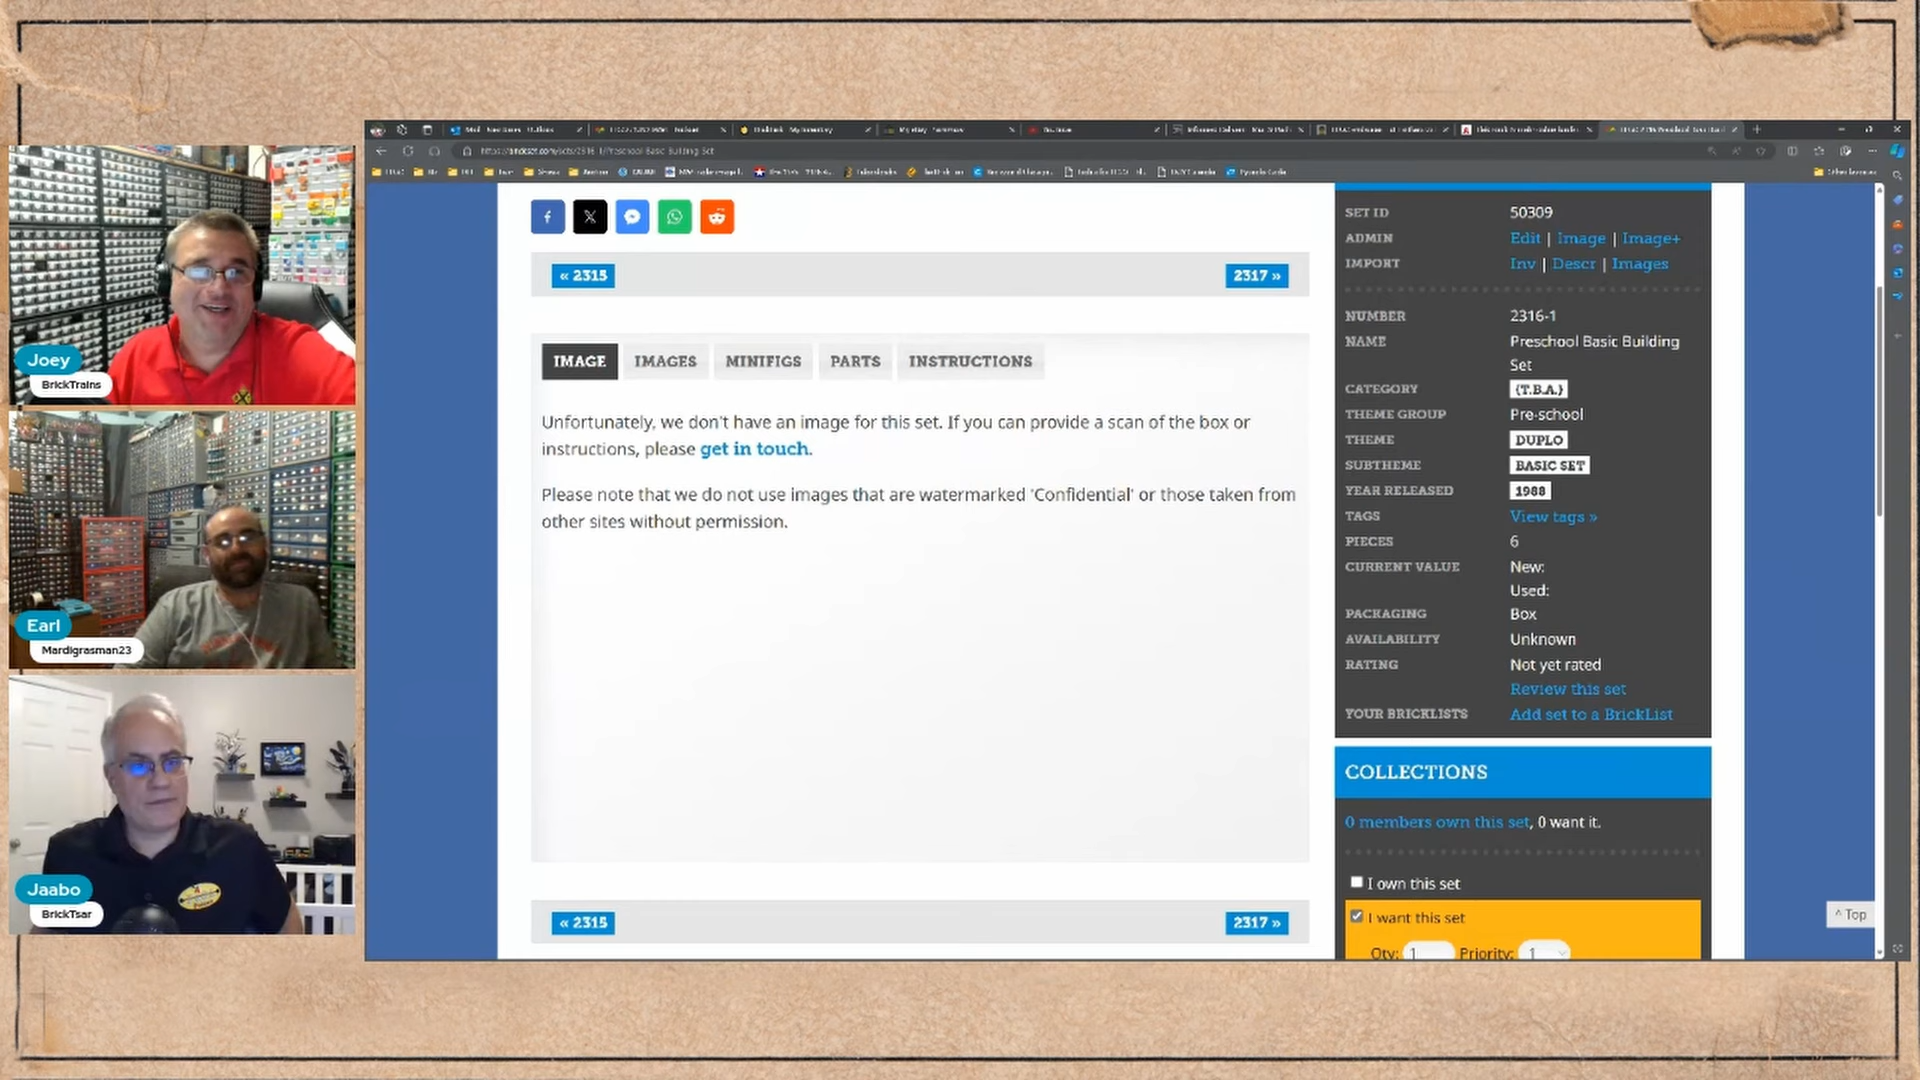 Joey
BrickTrains
Earl
Mardigrasman23
Jaabo
BrickTsar
« 2315
2317 »
IMAGE
IMAGES
MINIFIGS
PARTS
INSTRUCTIONS
Unfortunately, we don't have an image for this set. If you can provide a scan of the box or
instructions, please get in touch.
Please note that we do not use images that are watermarked 'Confidential' or those taken from
other sites without permission.
« 2315
2317 »
SET ID 50309
ADMIN Edit | Image | Image+
IMPORT Inv | Descr | Images
NUMBER 2316-1
NAME Preschool Basic Building
Set
CATEGORY {T.B.A.}
THEME GROUP Pre-school
THEME DUPLO
SUBTHEME BASIC SET
YEAR RELEASED 1988
TAGS View tags »
PIECES 6
CURRENT VALUE New:
Used:
PACKAGING Box
AVAILABILITY Unknown
RATING Not yet rated
Review this set
YOUR BRICKLISTS Add set to a BrickList
COLLECTIONS
0 members own this set, 0 want it.
I own this set
I want this set
Qty: 1 Priority: 1
^ Top